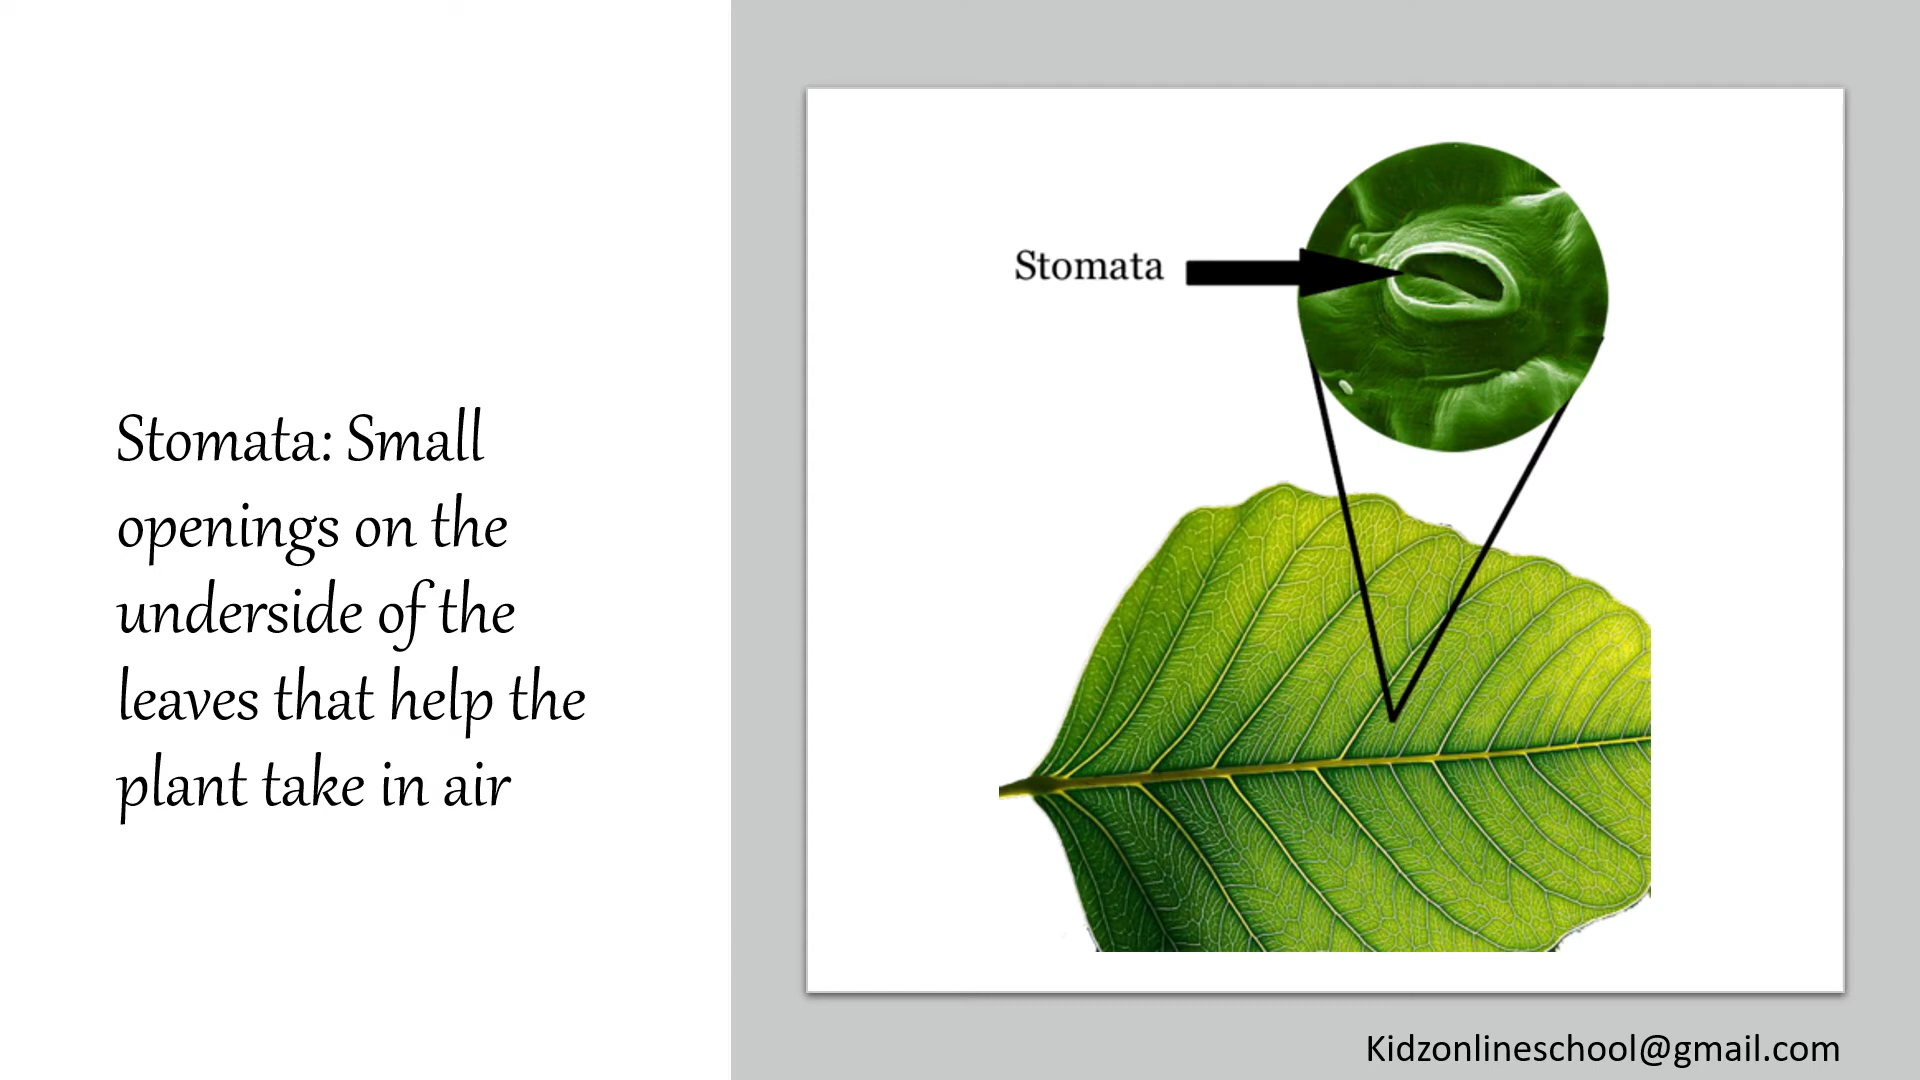 Stomata: Small
openings on the
underside of the
leaves that help the
plant take in air
Stomata
Kidzonlineschool@gmail.com